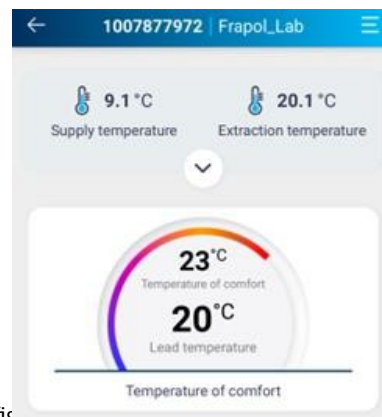 1007877972 | Frapol_Lab
9.1 °C 20.1 °C
Supply temperature Extraction temperature
23°C
Temperature of comfort
20°C
Lead temperature
Temperature of comfort